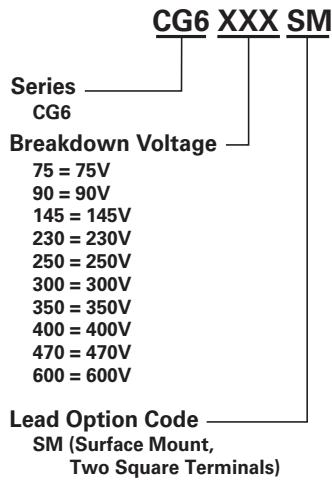 CG6 XXX SM
Series
CG6
Breakdown Voltage
75 = 75V
90 = 90V
145 = 145V
230 = 230V
250 = 250V
300 = 300V
350 = 350V
400 = 400V
470 = 470V
600 = 600V
Lead Option Code
SM (Surface Mount,
Two Square Terminals)